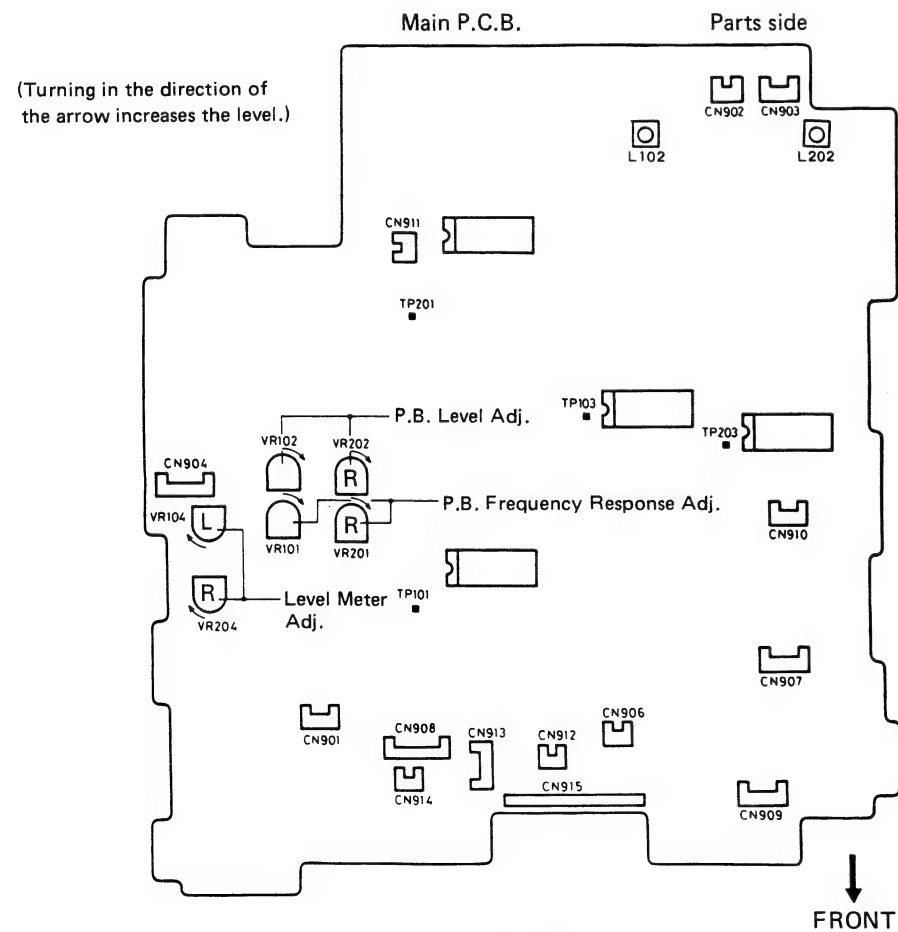 Main P.C.B.
Parts side
(Turning in the direction of
the arrow increases the level.)
CN902
CN903
L102
L202
CN911
TP201
P.B. Level Adj.
TP103
TP203
VR102
VR202
CN904
R
P.B. Frequency Response Adj.
VR104
L
R
VR101
VR201
CN910
R
Level Meter
Adj.
TP101
VR204
CN907
CN901
CN908
CN913
CN912
CN906
CN914
CN915
CN909
FRONT